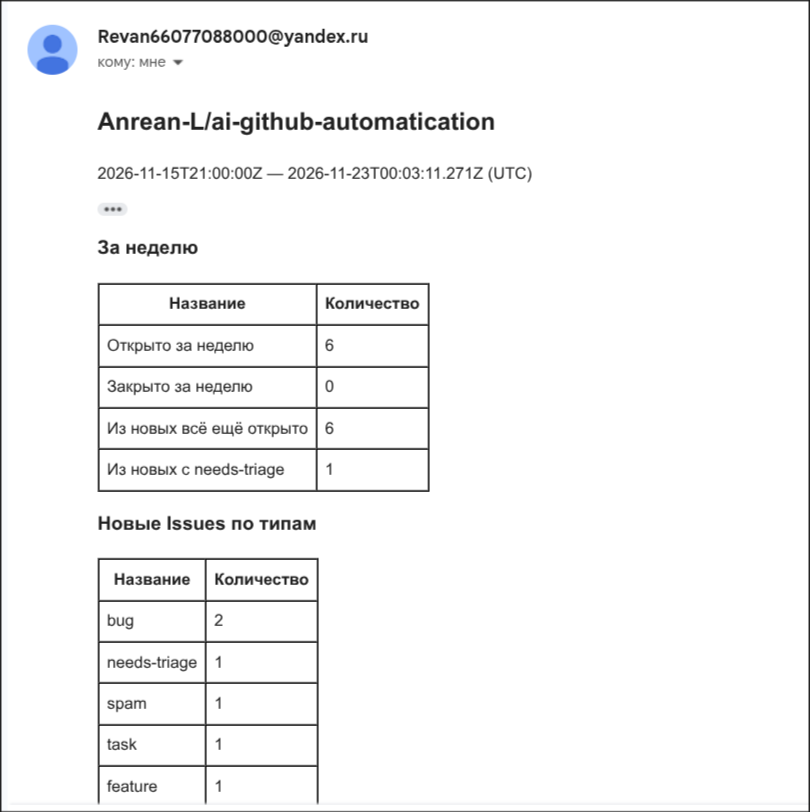 Revan66077088000@yandex.ru
кому: мне
Anrean-L/ai-github-automatication
2026-11-15T21:00:00Z — 2026-11-23T00:03:11.271Z (UTC)
За неделю
Название Количество
Открыто за неделю 6
Закрыто за неделю 0
Из новых всё ещё открыто 6
Из новых с needs-triage 1
Новые Issues по типам
Название Количество
bug 2
needs-triage 1
spam 1
task 1
feature 1